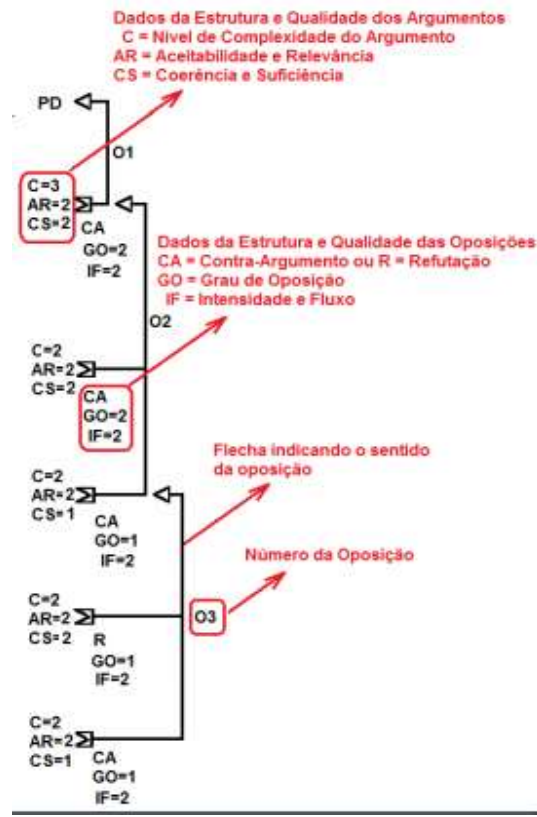 Dados da Estrutura e Qualidade dos Argumentos
C = Nível de Complexidade do Argumento
AR = Aceitabilidade e Relevância
CS = Coerência e Suficiência
PD
O1
C=3
AR=2
CS=2
CA
GO=2
IF=2
Dados da Estrutura e Qualidade das Oposições
CA = Contra-Argumento ou R = Refutação
GO = Grau de Oposição
IF = Intensidade e Fluxo
O2
C=2
AR=2
CS=2
CA
GO=2
IF=2
Flecha indicando o sentido
da oposição
C=2
AR=2
CS=1
CA
GO=1
IF=2
Número da Oposição
C=2
AR=2
CS=2
O3
R
GO=1
IF=2
C=2
AR=2
CS=1
CA
GO=1
IF=2